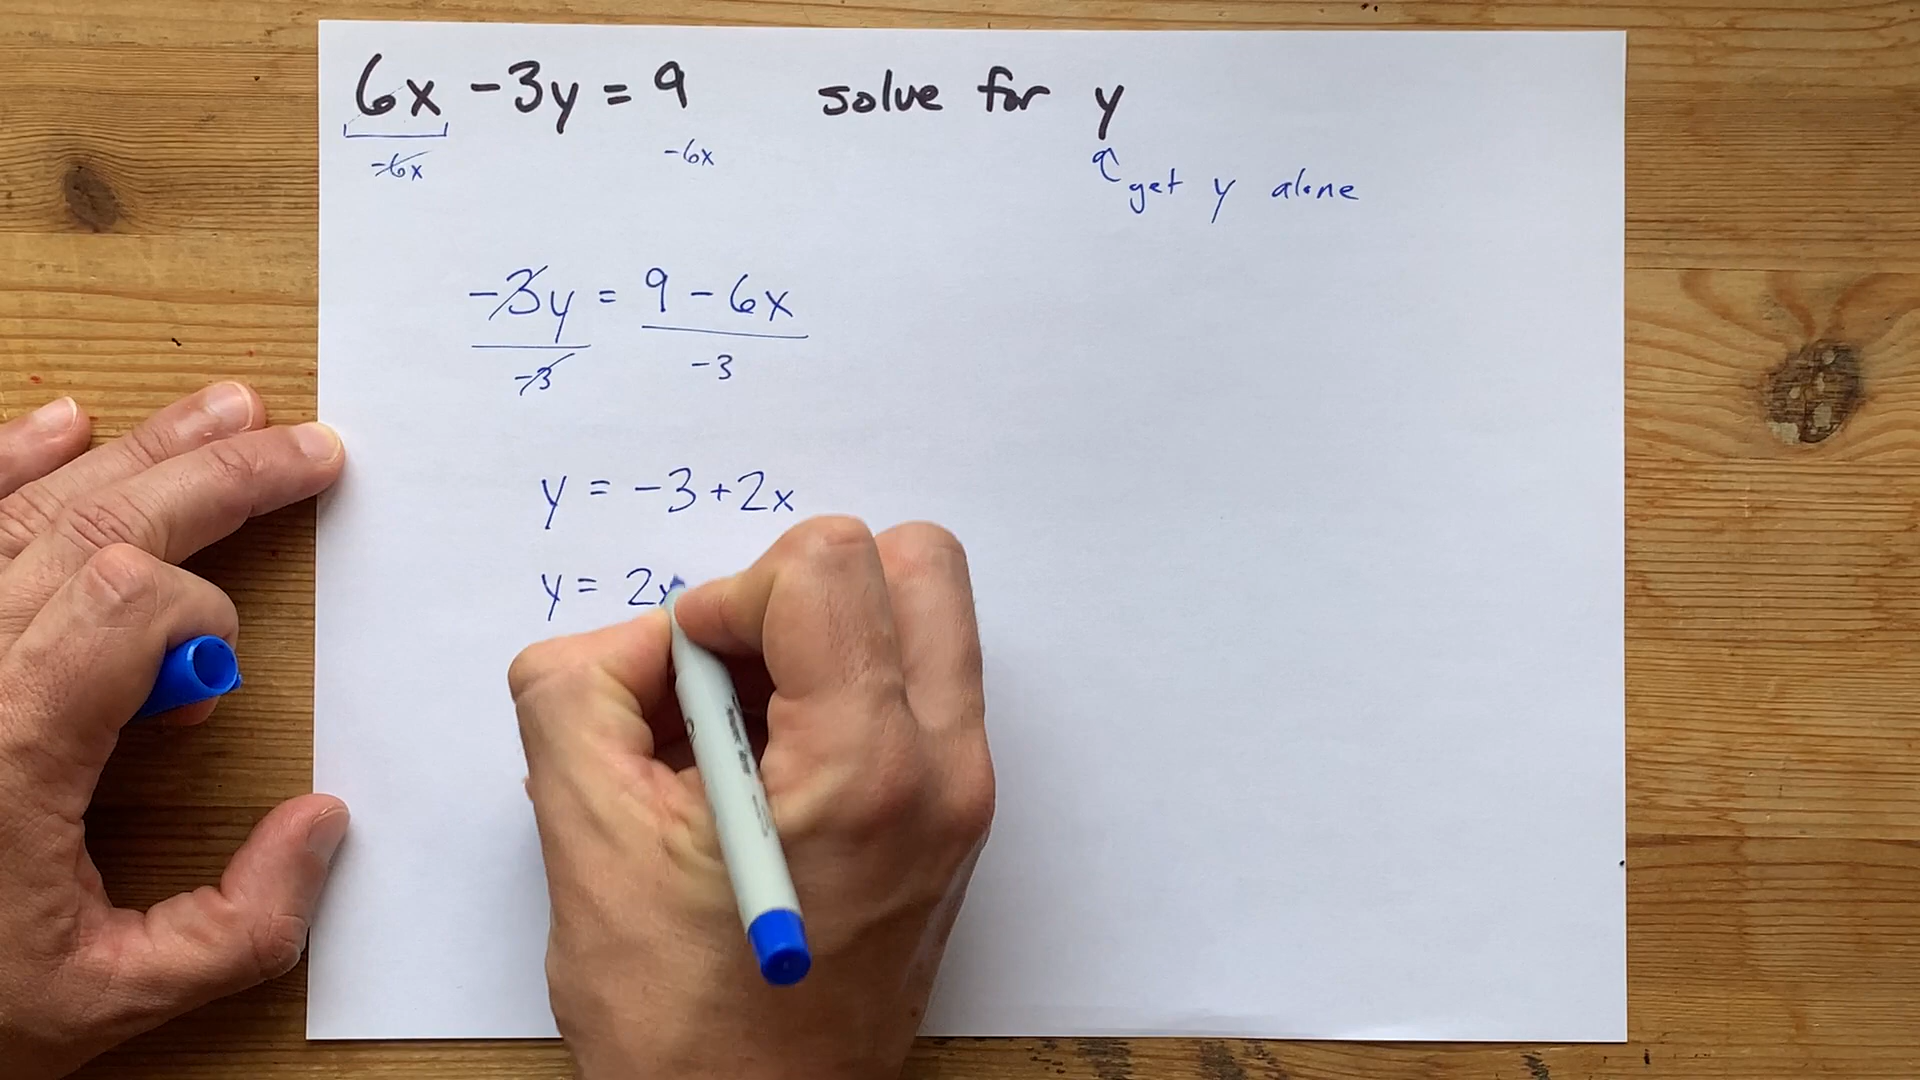 6x - 3y = 9 solve for y
-6x -6x
get y alone
-3y = 9 - 6x
-3 -3
y = -3 + 2x
y = 2x